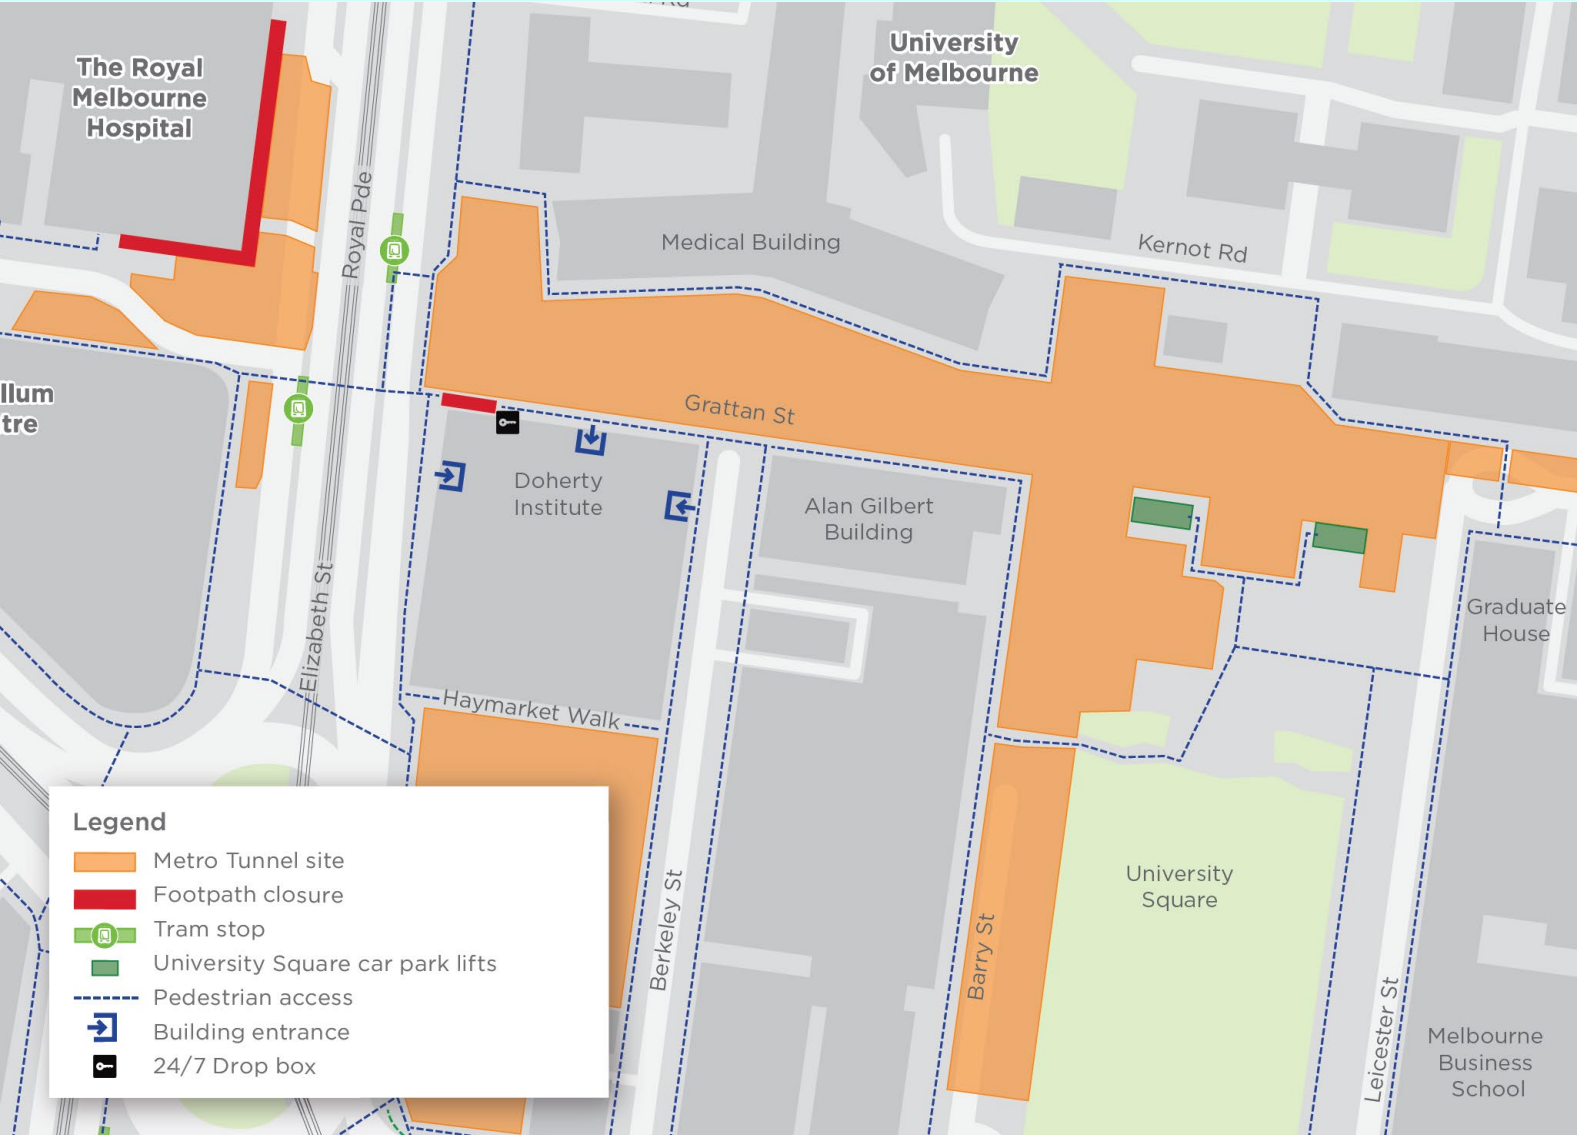 University
of Melbourne
The Royal
Melbourne
Hospital
Royal Pde
Medical Building
Kernot Rd
llum
tre
Grattan St
Doherty
Institute
Alan Gilbert
Building
Elizabeth St
Graduate
House
Haymarket Walk
Berkeley St
Barry St
University
Square
Leicester St
Melbourne
Business
School
Legend
Metro Tunnel site
Footpath closure
Tram stop
University Square car park lifts
Pedestrian access
Building entrance
24/7 Drop box